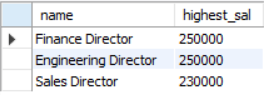 name highest_sal
Finance Director 250000
Engineering Director 250000
Sales Director 230000